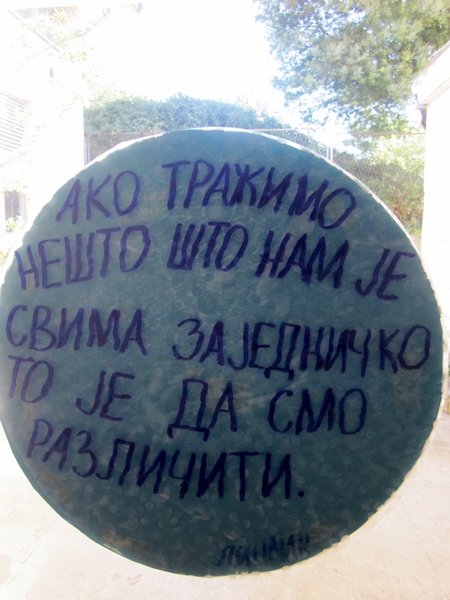 АКО ТРАЖИМО
НЕШТО ШТО НАМ ЈЕ
СВИМА ЗАЈЕДНИЧКО
ТО ЈЕ ДА СМО
РАЗЛИЧИТИ.